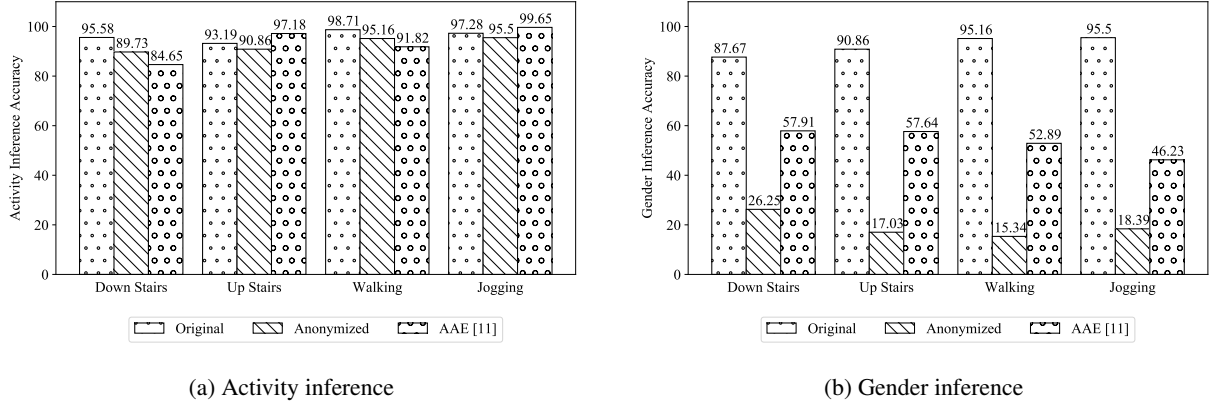 Activity Inference Accuracy
100
80
60
40
20
0
95.58
89.73
84.65
93.19
90.86
97.18
98.71
95.16
91.82
97.28
95.5
99.65
Down Stairs
Up Stairs
Walking
Jogging
Original
Anonymized
AAE [11]
(a) Activity inference
Gender Inference Accuracy
100
80
60
40
20
0
87.67
26.25
57.91
90.86
17.03
57.64
95.16
15.34
52.89
95.5
18.39
46.23
Down Stairs
Up Stairs
Walking
Jogging
Original
Anonymized
AAE [11]
(b) Gender inference